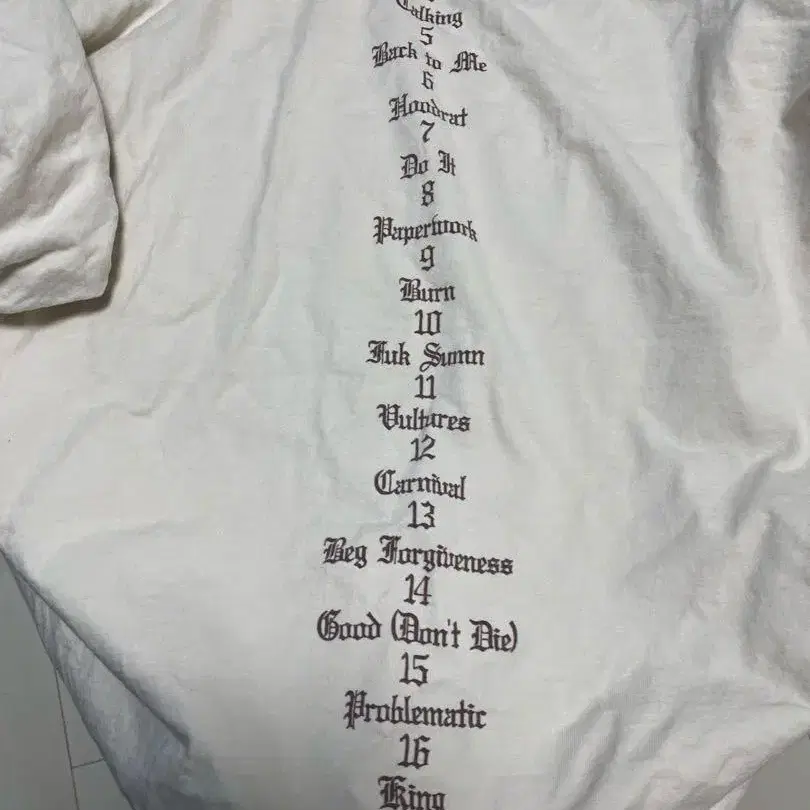 Talking
5
Back to Me
6
Hoodrat
7
Do It
8
Paperwork
9
Burn
10
Fuk Sumn
11
Vultures
12
Carnival
13
Beg Forgiveness
14
Good (Don't Die)
15
Problematic
16
King